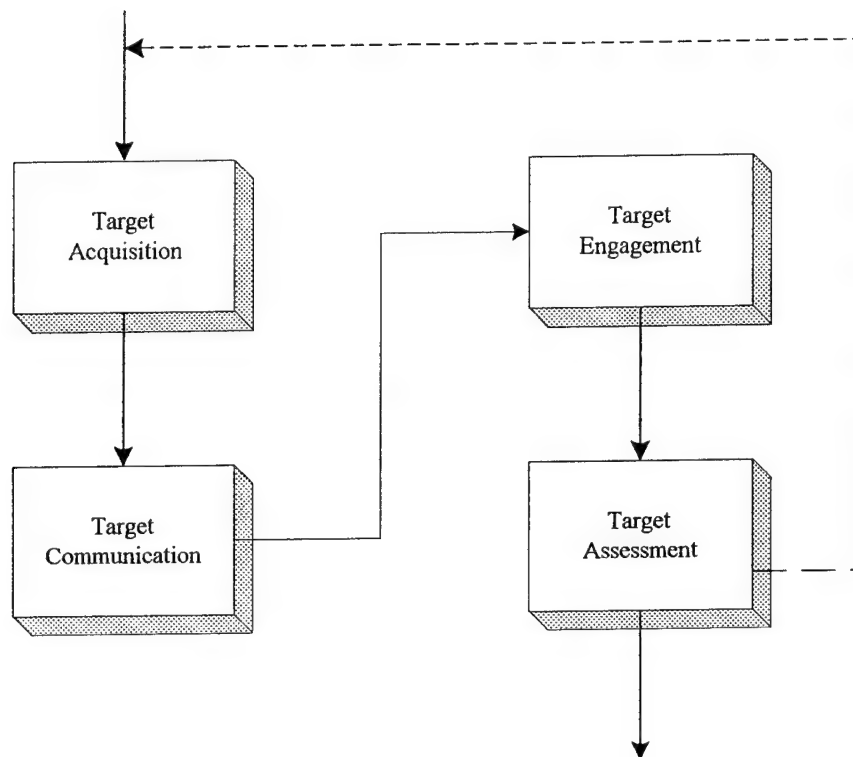 Target
Acquisition
Target
Communication
Target
Engagement
Target
Assessment